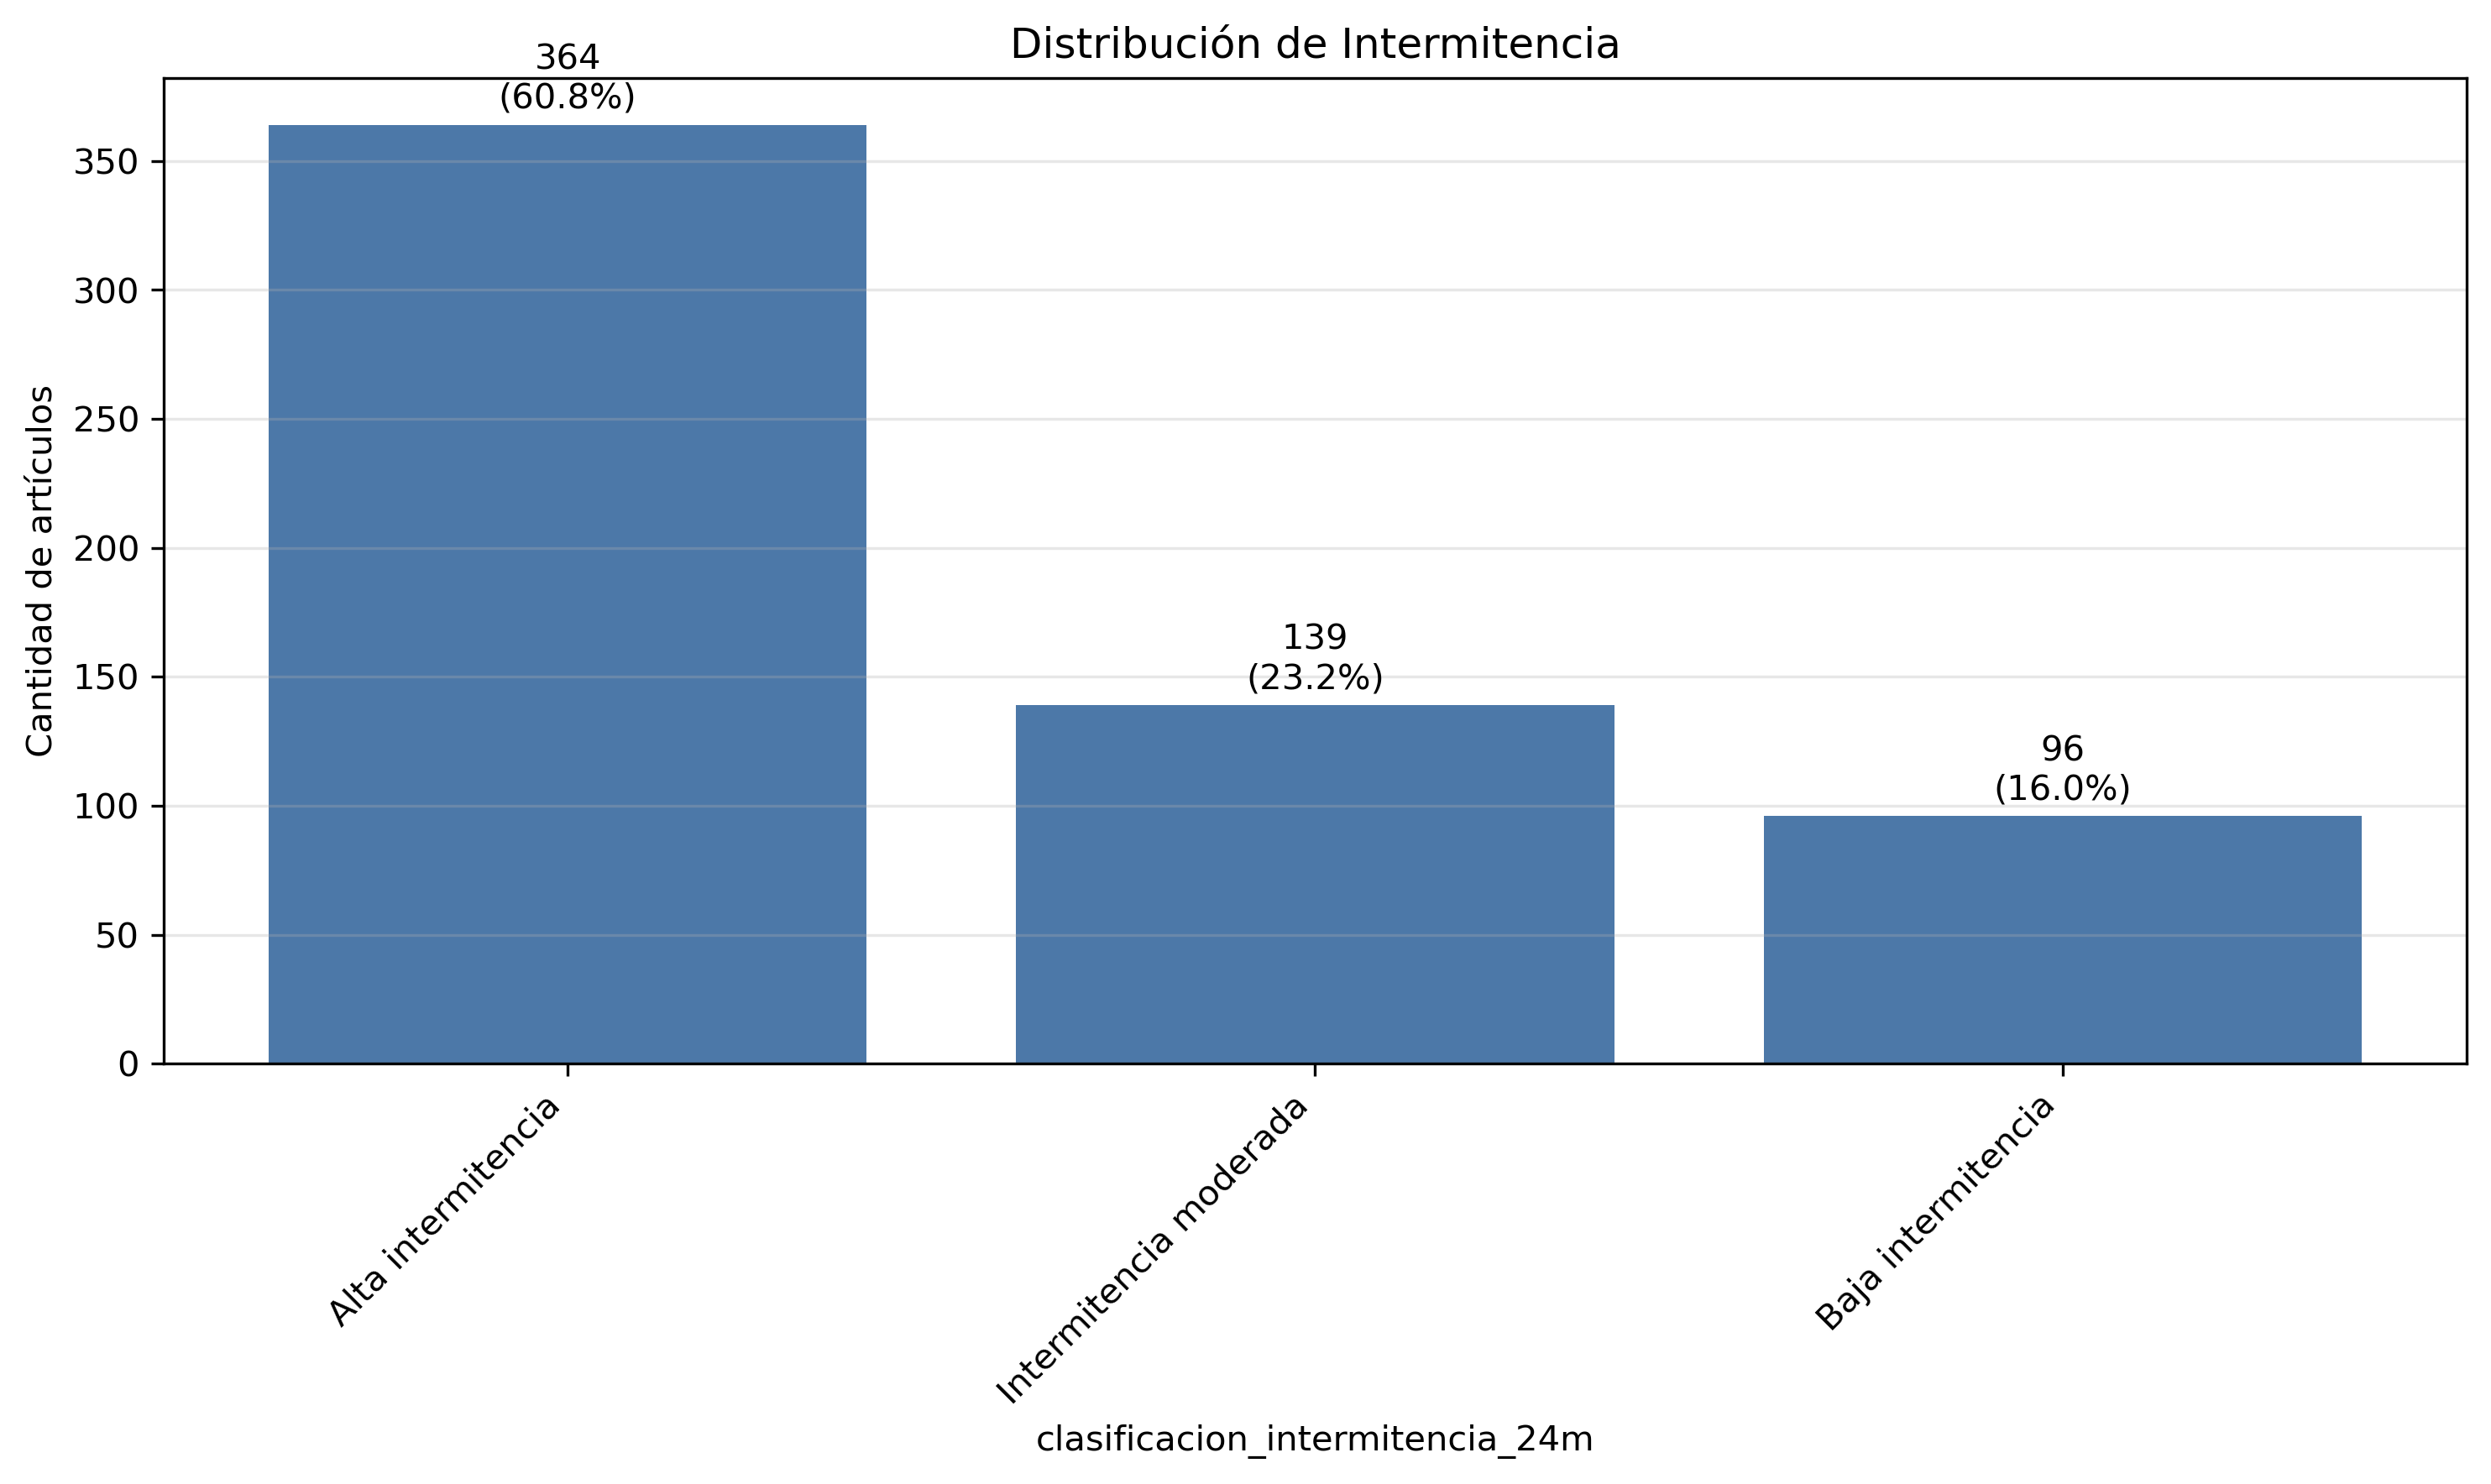 Distribución de Intermitencia
364
(60.8%)
139
(23.2%)
96
(16.0%)
Cantidad de artículos
350
300
250
200
150
100
50
0
Alta intermitencia
Intermitencia moderada
Baja intermitencia
clasificacion_intermitencia_24m